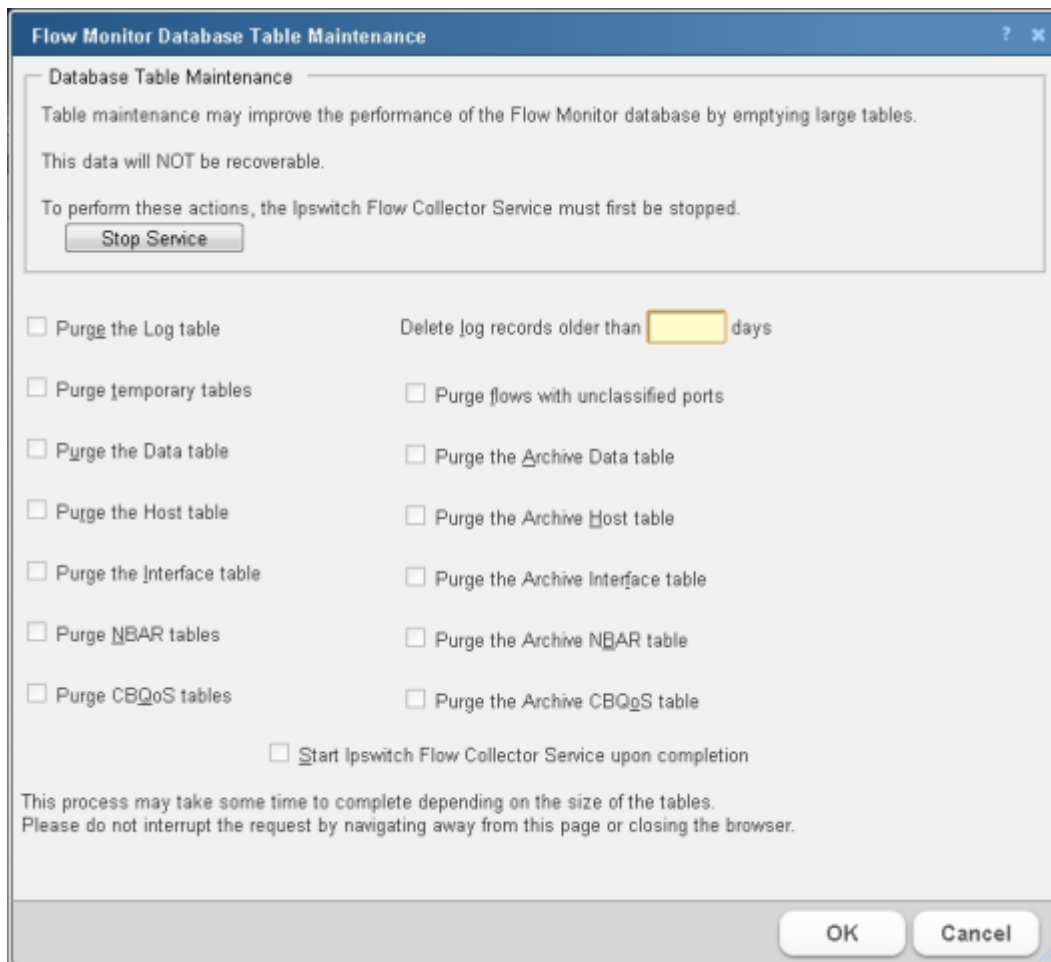 Flow Monitor Database Table Maintenance ?
Database Table Maintenance
Table maintenance may improve the performance of the Flow Monitor database by emptying large tables.
This data will NOT be recoverable.
To perform these actions, the Ipswitch Flow Collector Service must first be stopped.
Stop Service
Purge the Log table
Delete log records older than days
Purge temporary tables
Purge flows with unclassified ports
Purge the Data table
Purge the Archive Data table
Purge the Host table
Purge the Archive Host table
Purge the Interface table
Purge the Archive Interface table
Purge NBAR tables
Purge the Archive NBAR table
Purge CBQoS tables
Purge the Archive CBQoS table
Start Ipswitch Flow Collector Service upon completion
This process may take some time to complete depending on the size of the tables.
Please do not interrupt the request by navigating away from this page or closing the browser.
OK Cancel